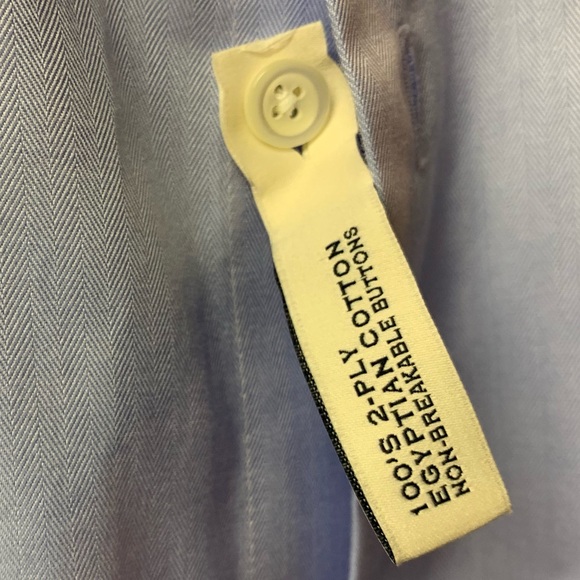 100'S 2-PLY
EGYPTIAN COTTON
NON-BREAKABLE BUTTONS